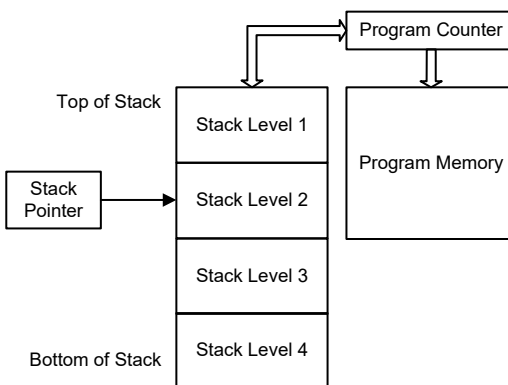 Program Counter
Top of Stack
Stack Level 1
Program Memory
Stack
Pointer
Stack Level 2
Stack Level 3
Bottom of Stack
Stack Level 4